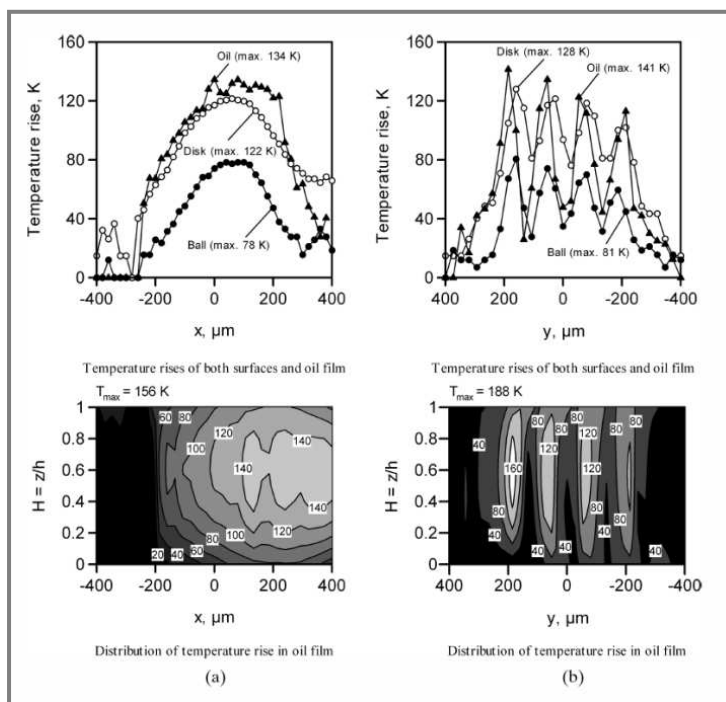 160
120
80
40
0
Temperature rise, K
Oil (max. 134 K)
Disk (max. 122 K)
Ball (max. 78 K)
-400 -200 0 200 400
x, µm
Temperature rises of both surfaces and oil film
T max = 156 K
1
0.8
0.6
0.4
0.2
0
H = z/h
60 80
100
120
120
140
140
140
20 40 60 80 100 120
-400 -200 0 200 400
x, µm
Distribution of temperature rise in oil film
(a)
160
120
80
40
0
Temperature rise, K
Disk (max. 128 K)
Oil (max. 141 K)
Ball (max. 81 K)
400 200 0 -200 -400
y, µm
Temperature rises of both surfaces and oil film
T max = 188 K
1
0.8
0.6
0.4
0.2
0
H = z/h
80 80 80
40 120 120
160 120
80 80 80
40 40 40 40
400 200 0 -200 -400
y, µm
Distribution of temperature rise in oil film
(b)